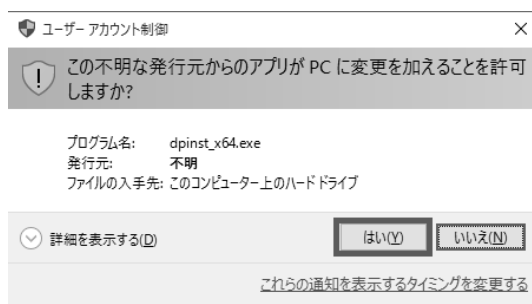 ユーザー アカウント制御
この不明な発行元からのアプリが PC に変更を加えることを許可
しますか?
プログラム名: dpinst_x64.exe
発行元: 不明
ファイルの入手先: このコンピューター上のハード ドライブ
詳細を表示する(D)
はい(Y)
いいえ(N)
これらの通知を表示するタイミングを変更する